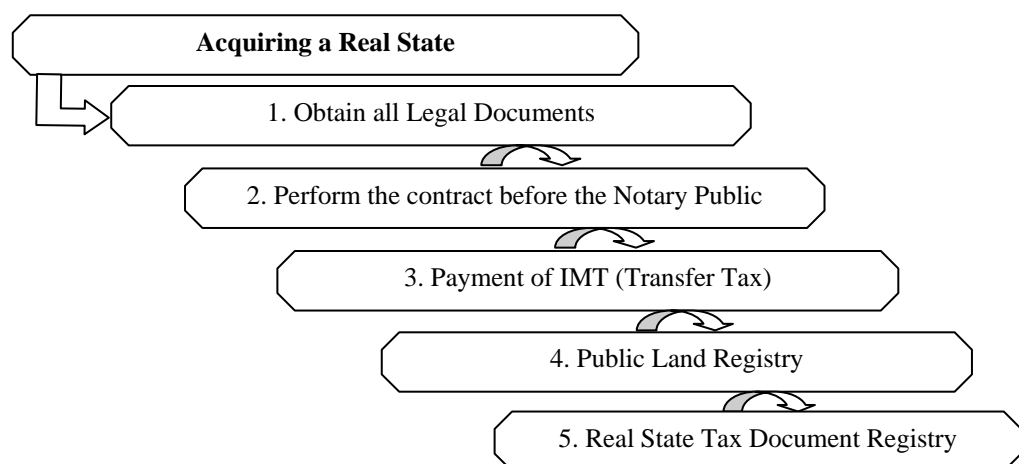 Acquiring a Real State
1. Obtain all Legal Documents
2. Perform the contract before the Notary Public
3. Payment of IMT (Transfer Tax)
4. Public Land Registry
5. Real State Tax Document Registry